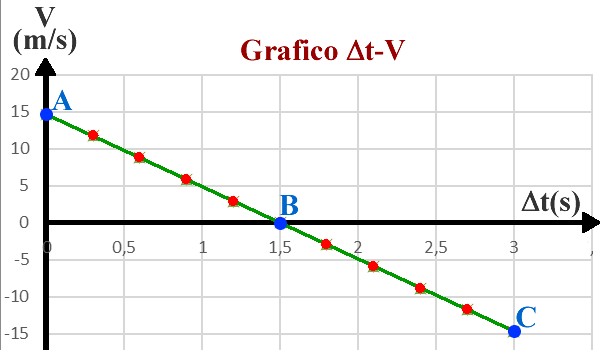 V
(m/s)
Grafico Δt-V
20
A
15
10
5
B
Δt(s)
0
0 0,5 1 1,5 2 2,5 3 ,
-5
-10
C
-15